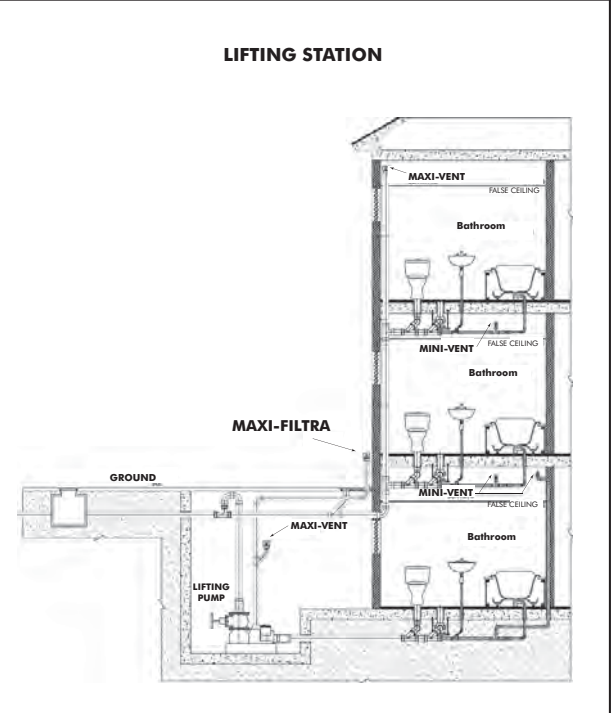 LIFTING STATION
MAXI-VENT
FALSE CEILING
Bathroom
MINI-VENT
FALSE CEILING
Bathroom
MAXI-FILTRA
GROUND
MINI-VENT
FALSE CEILING
MAXI-VENT
Bathroom
LIFTING
PUMP